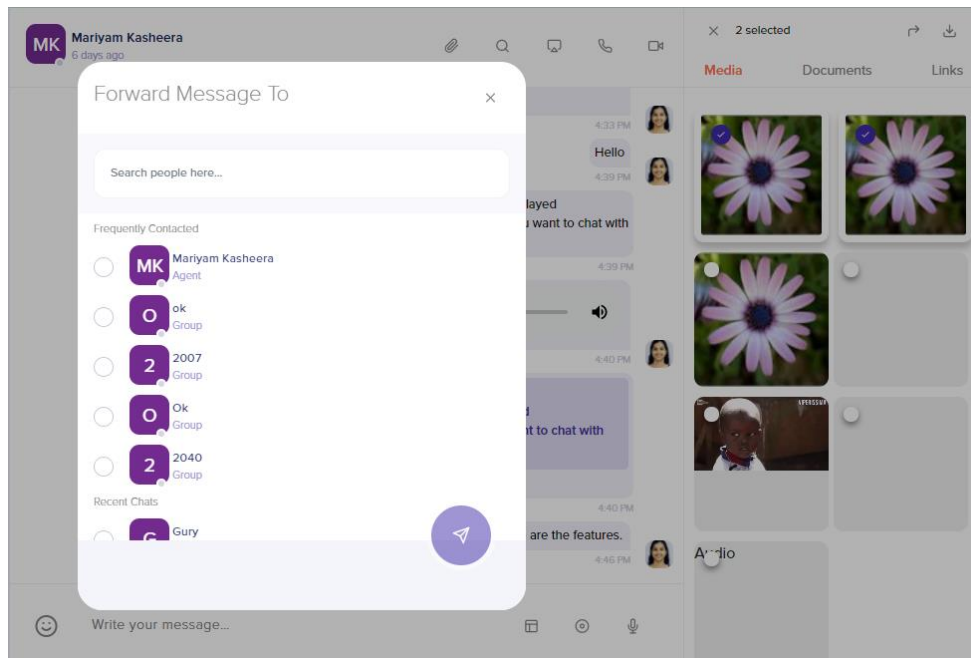 MK
Mariyam Kasheera
6 days ago
2 selected
Media
Documents
Links
Forward Message To
Search people here...
Frequently Contacted
MK
Mariyam Kasheera
Agent
O
ok
Group
2
2007
Group
O
Ok
Group
2
2040
Group
Recent Chats
G
Gury
4:33 PM
Hello
4:39 PM
layed
want to chat with
4:39 PM
4:40 PM
nt to chat with
4:40 PM
are the features.
4:46 PM
Write your message...